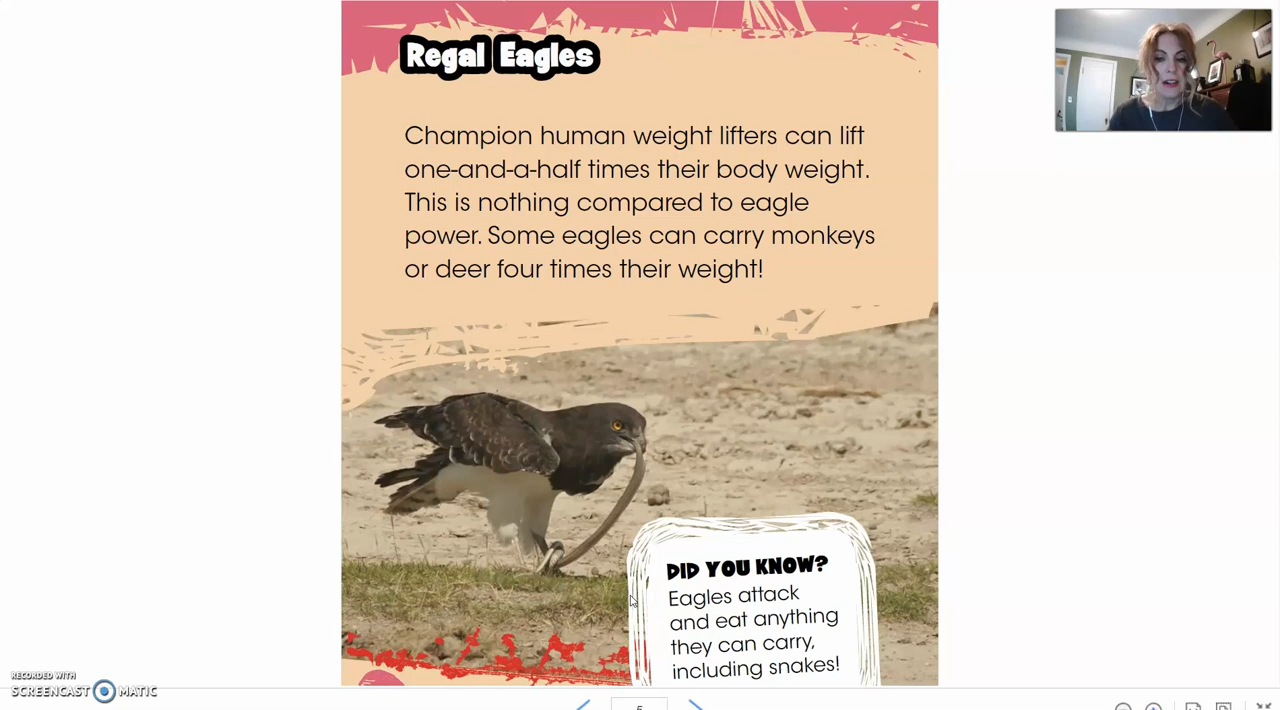 Regal Eagles
Champion human weight lifters can lift
one-and-a-half times their body weight.
This is nothing compared to eagle
power. Some eagles can carry monkeys
or deer four times their weight!
DID YOU KNOW?
Eagles attack
and eat anything
they can carry,
including snakes!
RECORDED WITH
SCREENCAST MATIC
5